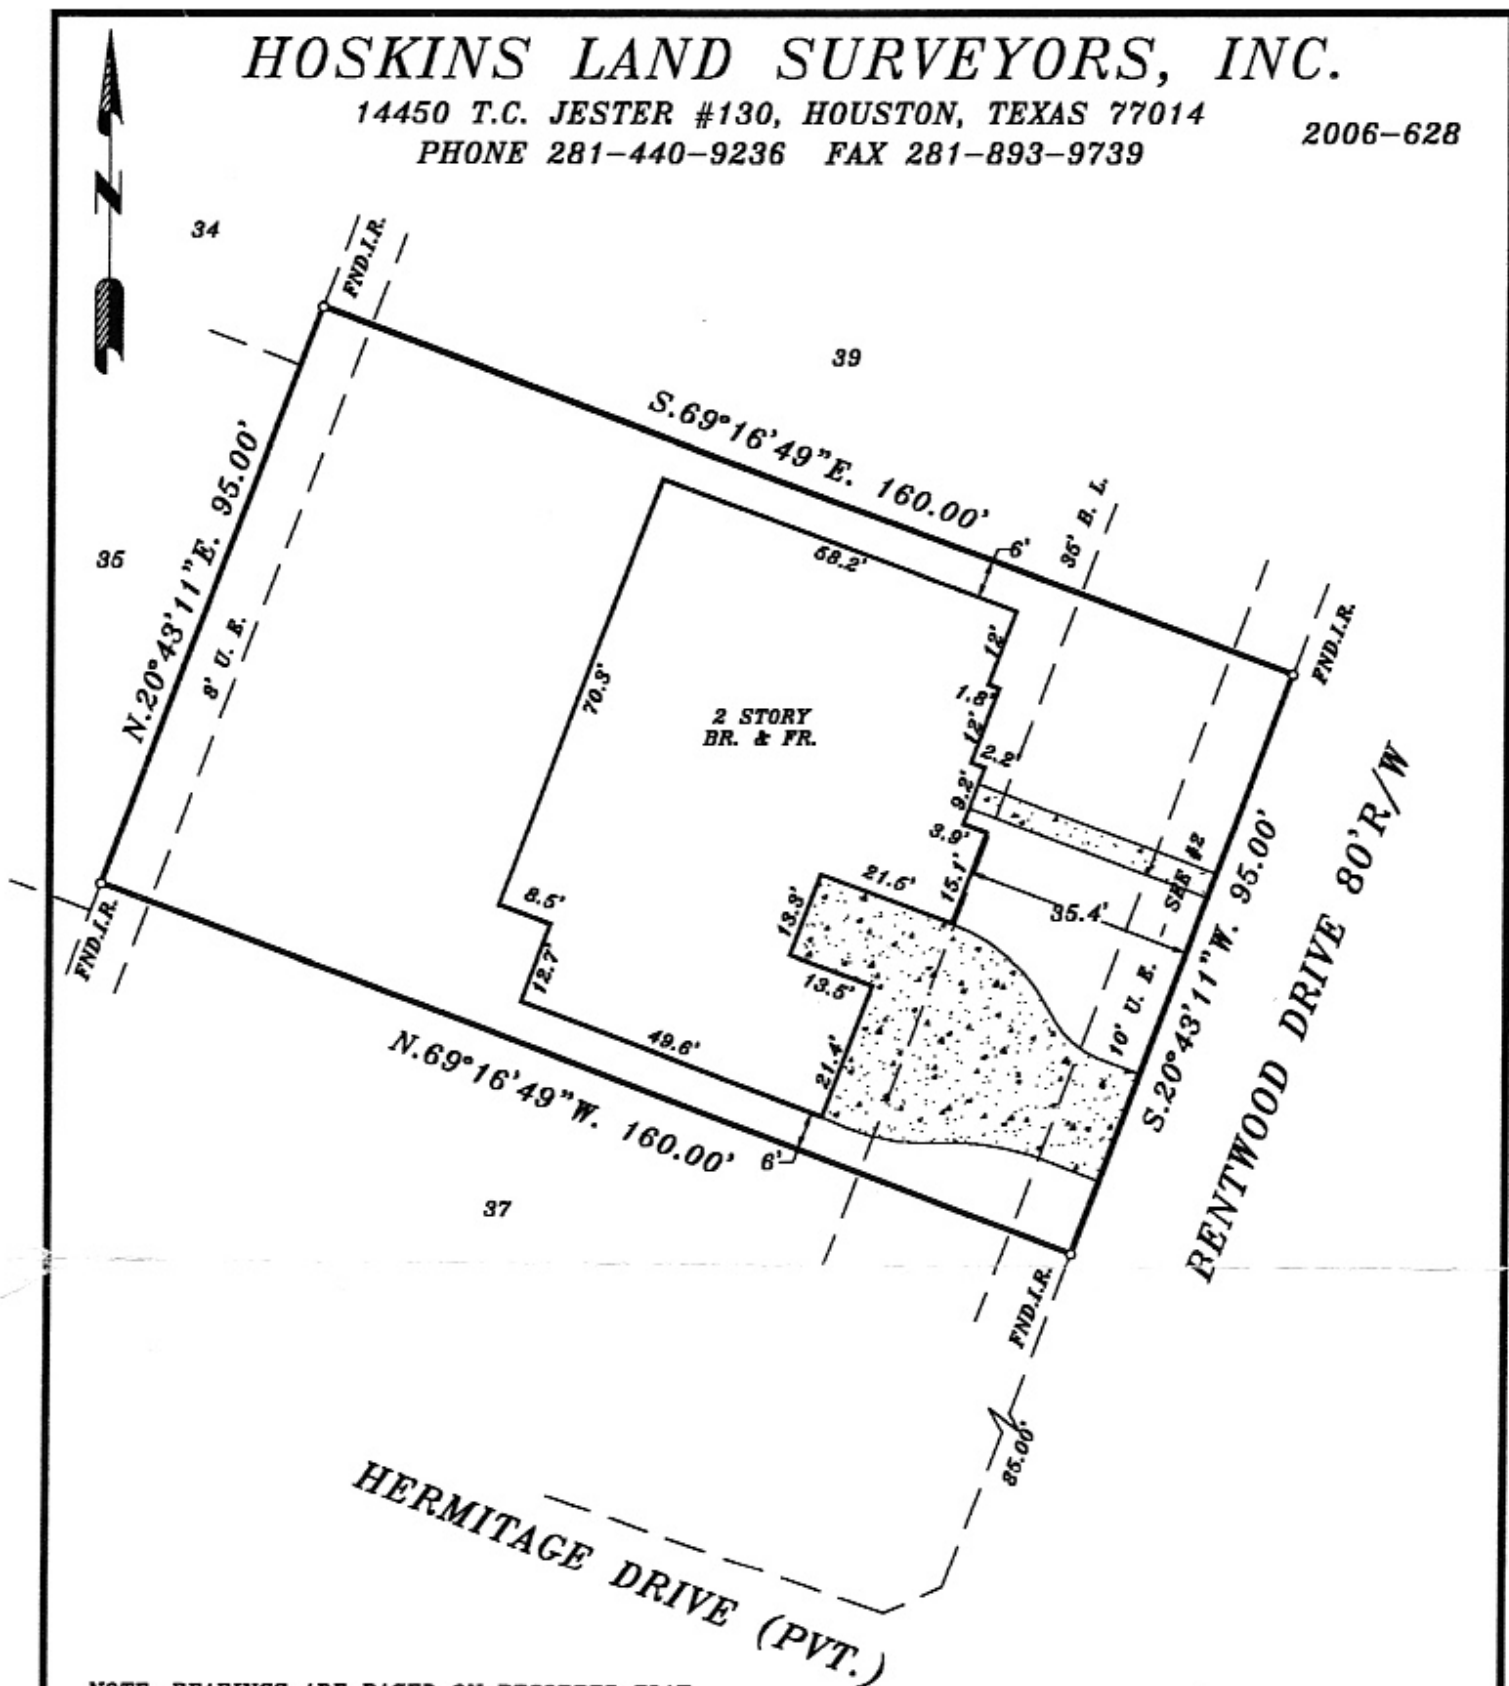 HOSKINS LAND SURVEYORS, INC.
14450 T.C. JESTER #130, HOUSTON, TEXAS 77014
PHONE 281-440-9236 FAX 281-893-9739
2006-628
N
34
FND.I.R.
39
S.69°16'49"E. 160.00'
6'
35' B. L.
FND.I.R.
N.20°43'11"E. 95.00'
35
8' U. E.
58.2'
70.3'
12'
1.8'
12'
2.2'
9.2'
3.9'
15.1'
2 STORY
BR. & FR.
SEE #2
35.4'
21.5'
13.3'
13.5'
21.4'
8.5'
12.7'
49.6'
6'
10' U. E.
S.20°43'11"W. 95.00'
BENTWOOD DRIVE 80'R/W
FND.I.R.
N.69°16'49"W. 160.00'
37
FND.I.R.
85.00'
HERMITAGE DRIVE (PVT.)